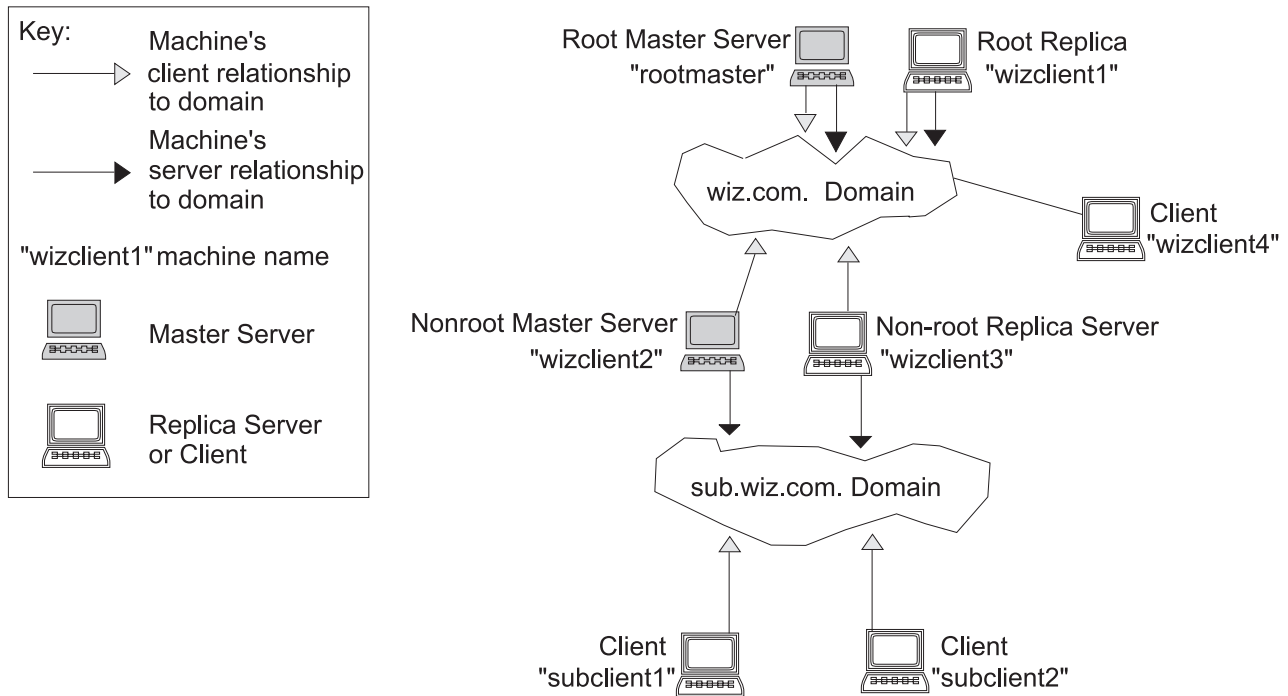 Key:
Machine's
client relationship
to domain
Machine's
server relationship
to domain
"wizclient1" machine name
Master Server
Replica Server
or Client
Root Master Server
"rootmaster"
Root Replica
"wizclient1"
wiz.com. Domain
Client
"wizclient4"
Nonroot Master Server
"wizclient2"
Non-root Replica Server
"wizclient3"
sub.wiz.com. Domain
Client
"subclient1"
Client
"subclient2"